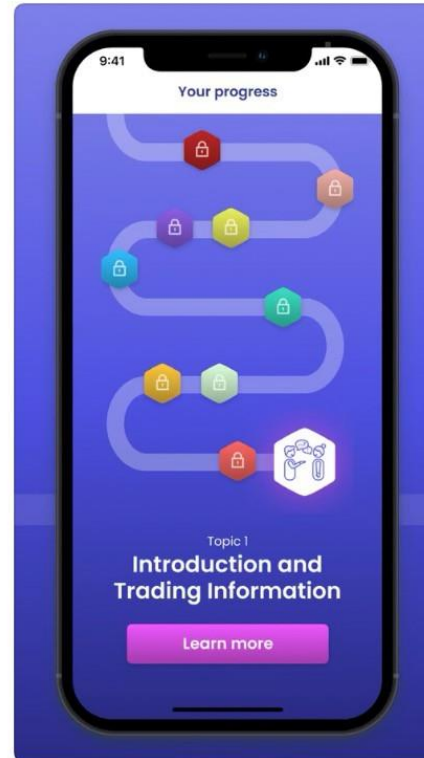 9:41
Your progress
Topic 1
Introduction and
Trading Information
Learn more